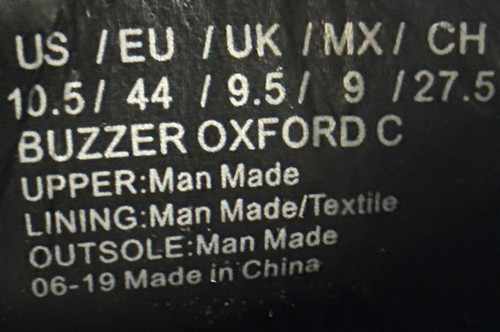 US / EU / UK / MX / CH
10.5 / 44 / 9.5 / 9 / 27.5
BUZZER OXFORD C
UPPER:Man Made
LINING:Man Made/Textile
OUTSOLE:Man Made
06-19 Made in China